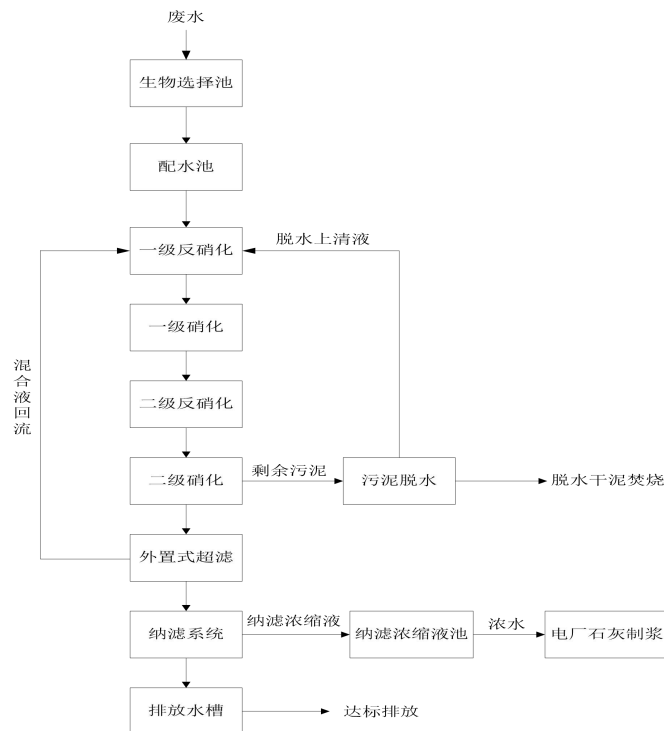 废水
生物选择池
配水池
一级反硝化
脱水上清液
一级硝化
混合液回流
二级反硝化
二级硝化
剩余污泥
污泥脱水
脱水干泥焚烧
外置式超滤
纳滤系统
纳滤浓缩液
纳滤浓缩液池
浓水
电厂石灰制浆
排放水槽
达标排放